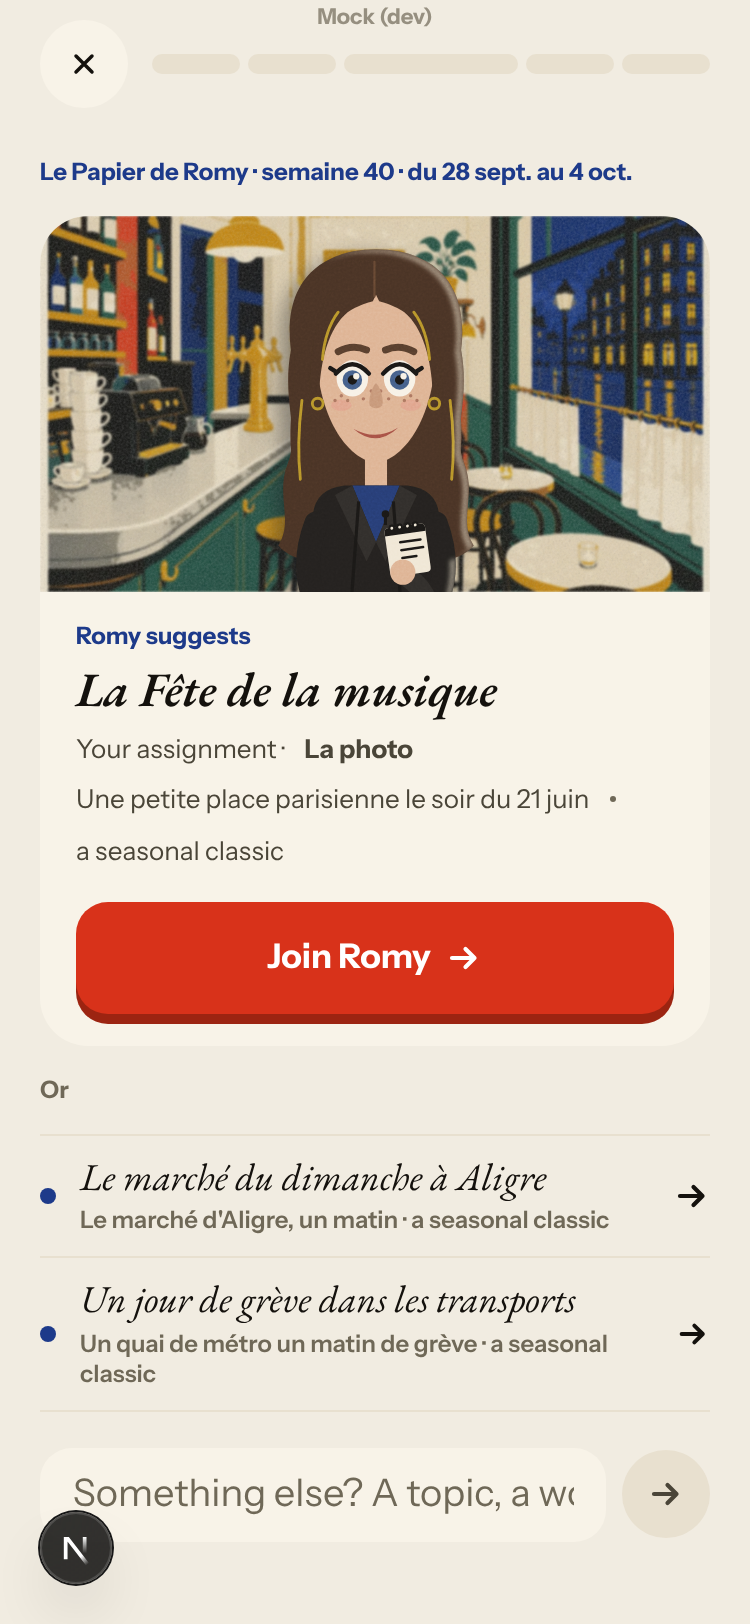 Mock (dev)
Le Papier de Romy · semaine 40 · du 28 sept. au 4 oct.
Romy suggests
La Fête de la musique
Your assignment · La photo
Une petite place parisienne le soir du 21 juin •
a seasonal classic
Join Romy →
Or
Le marché du dimanche à Aligre
Le marché d'Aligre, un matin · a seasonal classic
Un jour de grève dans les transports
Un quai de métro un matin de grève · a seasonal
classic
Something else? A topic, a
N